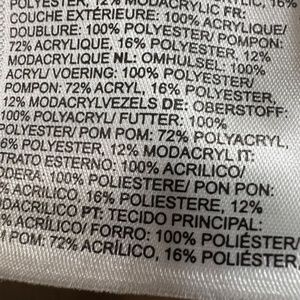 POLYESTER, 12% MODACRYLIC FR:
COUCHE EXTÉRIEURE: 100% ACRYLIQUE/
DOUBLURE: 100% POLYESTER/ POMPON:
72% ACRYLIQUE, 16% POLYESTER, 12%
MODACRYLIQUE NL: OMHULSEL: 100%
ACRYL/ VOERING: 100% POLYESTER/
POMPON: 72% ACRYL, 16% POLYESTER,
12% MODACRYLVEZELS DE: OBERSTOFF:
100% POLYACRYL/ FUTTER: 100%
POLYESTER/ POM POM: 72% POLYACRYL,
16% POLYESTER, 12% MODACRYL IT:
STRATO ESTERNO: 100% ACRILICO/
FODERA: 100% POLIESTERE/ PON PON:
ACRILICO, 16% POLIESTERE, 12%
MODACRILICO PT: TECIDO PRINCIPAL:
ACRÍLICO/ FORRO: 100% POLIÉSTER/
POM: 72% ACRÍLICO, 16% POLIÉSTER,